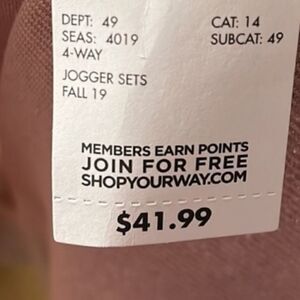 DEPT: 49 CAT: 14
SEAS: 4019 SUBCAT: 49
4-WAY
JOGGER SETS
FALL 19
MEMBERS EARN POINTS
JOIN FOR FREE
SHOPYOURWAY.COM
$41.99